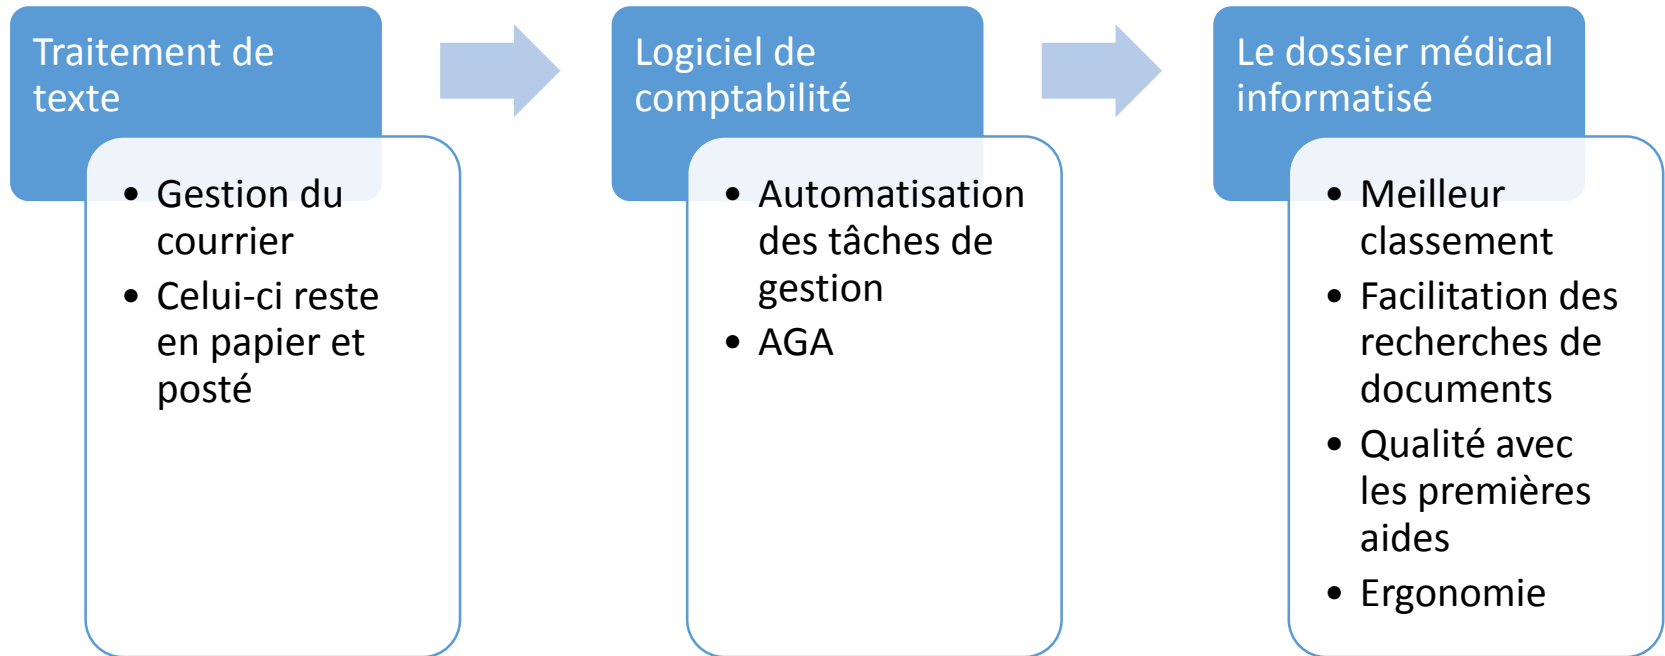 Traitement de
texte
• Gestion du
courrier
• Celui-ci reste
en papier et
posté
Logiciel de
comptabilité
• Automatisation
des tâches de
gestion
• AGA
Le dossier médical
informatisé
• Meilleur
classement
• Facilitation des
recherches de
documents
• Qualité avec
les premières
aides
• Ergonomie